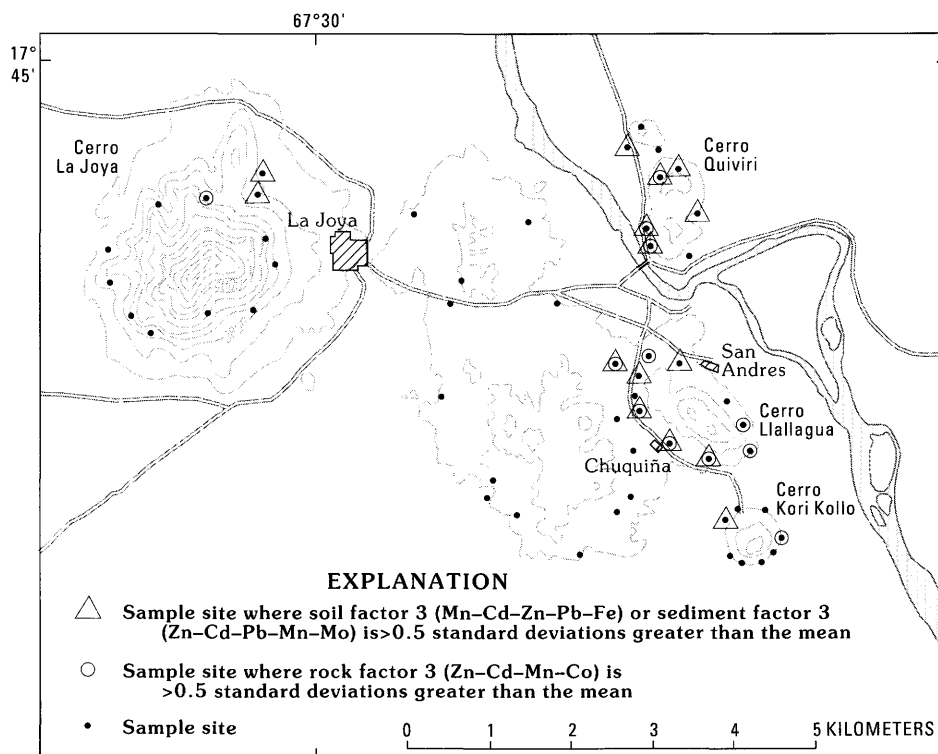 67°30'
17°
45'
Cerro
La Joya
La Joya
Cerro
Quiviri
San
Andres
Cerro
Llallagua
Chuquiña
Cerro
Kori Kollo
EXPLANATION
Sample site where soil factor 3 (Mn–Cd–Zn–Pb–Fe) or sediment factor 3
(Zn–Cd–Pb–Mn–Mo) is>0.5 standard deviations greater than the mean
Sample site where rock factor 3 (Zn–Cd–Mn–Co) is
>0.5 standard deviations greater than the mean
Sample site
0 1 2 3 4 5 KILOMETERS